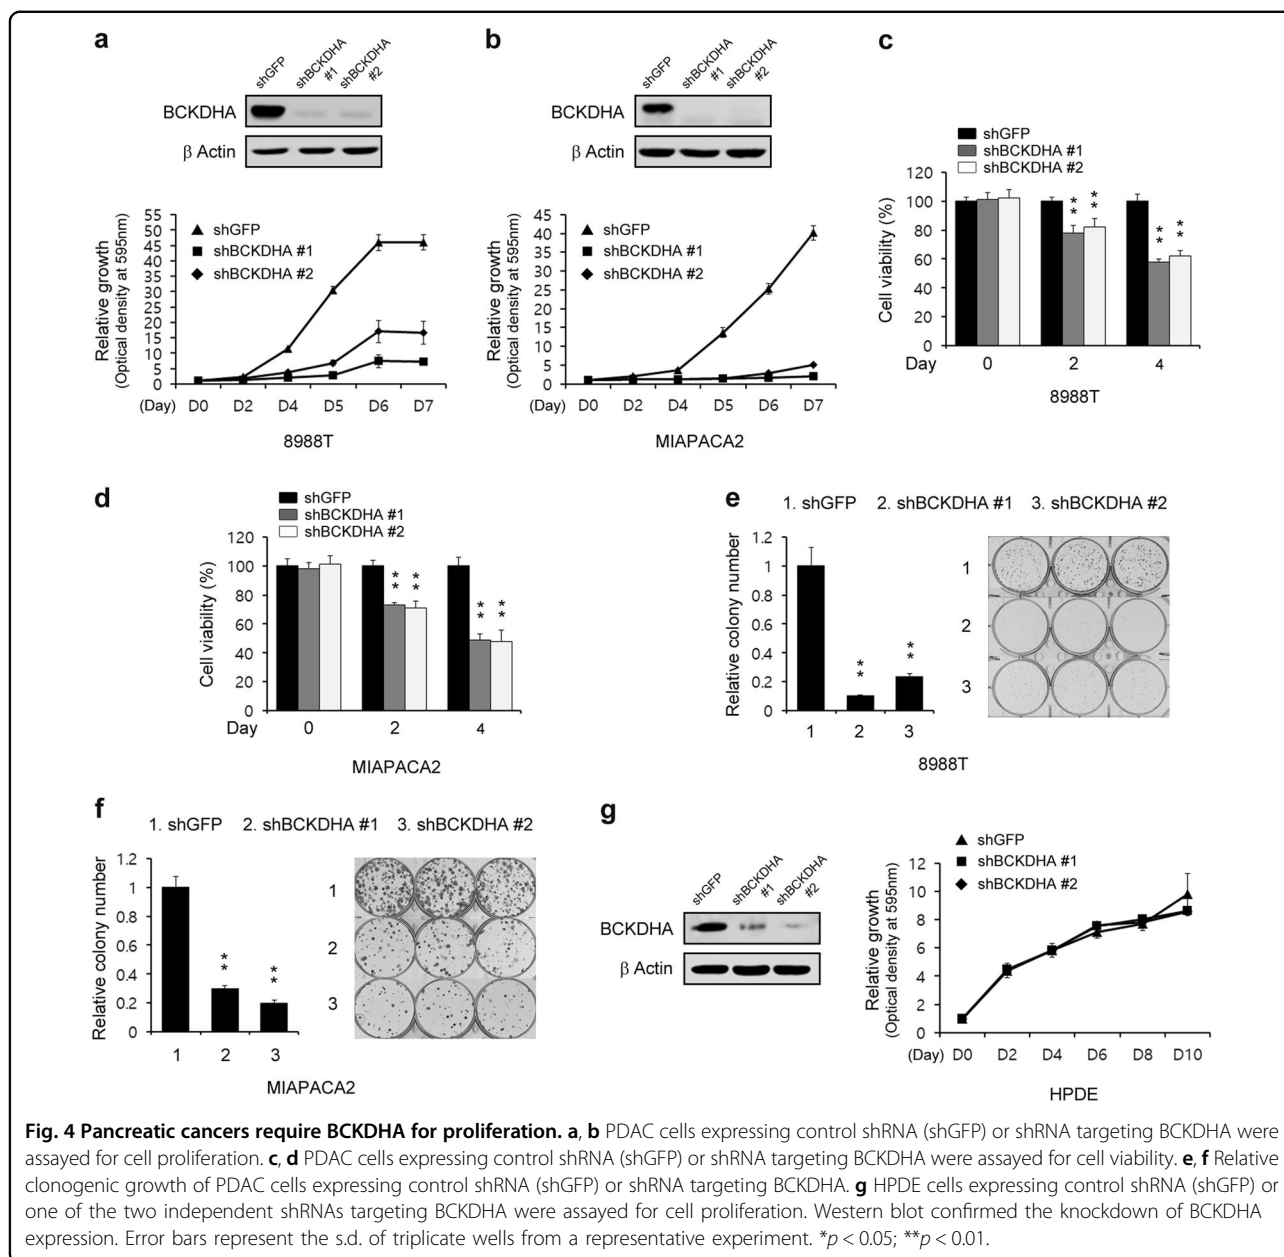 a
shGFP
shBCKDHA #1
shBCKDHA #2
BCKDHA
β Actin
Relative growth
(Optical density at 595nm)
55
50
45
40
35
30
25
20
15
10
5
0
shGFP
shBCKDHA #1
shBCKDHA #2
(Day) D0 D2 D4 D5 D6 D7
8988T
b
shGFP
shBCKDHA #1
shBCKDHA #2
BCKDHA
β Actin
Relative growth
(Optical density at 595nm)
45
40
35
30
25
20
15
10
5
0
shGFP
shBCKDHA #1
shBCKDHA #2
(Day) D0 D2 D4 D5 D6 D7
MIAPACA2
c
shGFP
shBCKDHA #1
shBCKDHA #2
Cell viability (%)
120
100
80
60
40
20
0
** ** ** **
Day 0 2 4
8988T
d
shGFP
shBCKDHA #1
shBCKDHA #2
Cell viability (%)
120
100
80
60
40
20
0
** ** ** **
Day 0 2 4
MIAPACA2
e
1. shGFP 2. shBCKDHA #1 3. shBCKDHA #2
Relative colony number
1.2
1
0.8
0.6
0.4
0.2
0
** **
1 2 3
1
2
3
8988T
f
1. shGFP 2. shBCKDHA #1 3. shBCKDHA #2
Relative colony number
1.2
1
0.8
0.6
0.4
0.2
0
** **
1 2 3
1
2
3
MIAPACA2
g
shGFP
shBCKDHA #1
shBCKDHA #2
BCKDHA
β Actin
shGFP
shBCKDHA #1
shBCKDHA #2
Relative growth
(Optical density at 595nm)
12
10
8
6
4
2
0
(Day) D0 D2 D4 D6 D8 D10
HPDE
Fig. 4 Pancreatic cancers require BCKDHA for proliferation. a, b PDAC cells expressing control shRNA (shGFP) or shRNA targeting BCKDHA were
assayed for cell proliferation. c, d PDAC cells expressing control shRNA (shGFP) or shRNA targeting BCKDHA were assayed for cell viability. e, f Relative
clonogenic growth of PDAC cells expressing control shRNA (shGFP) or shRNA targeting BCKDHA. g HPDE cells expressing control shRNA (shGFP) or
one of the two independent shRNAs targeting BCKDHA were assayed for cell proliferation. Western blot confirmed the knockdown of BCKDHA
expression. Error bars represent the s.d. of triplicate wells from a representative experiment. *p < 0.05; **p < 0.01.